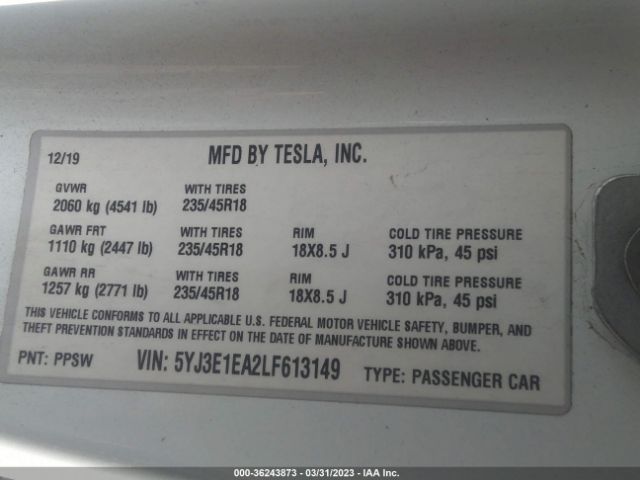 12/19 MFD BY TESLA, INC.
GVWR WITH TIRES
2060 kg (4541 lb) 235/45R18
GAWR FRT WITH TIRES RIM COLD TIRE PRESSURE
1110 kg (2447 lb) 235/45R18 18X8.5 J 310 kPa, 45 psi
GAWR RR WITH TIRES RIM COLD TIRE PRESSURE
1257 kg (2771 lb) 235/45R18 18X8.5 J 310 kPa, 45 psi
THIS VEHICLE CONFORMS TO ALL APPLICABLE U.S. FEDERAL MOTOR VEHICLE SAFETY, BUMPER, AND
THEFT PREVENTION STANDARDS IN EFFECT ON THE DATE OF MANUFACTURE SHOWN ABOVE.
PNT: PPSW VIN: 5YJ3E1EA2LF613149 TYPE: PASSENGER CAR
000-36243873 - 03/31/2023 - IAA Inc.